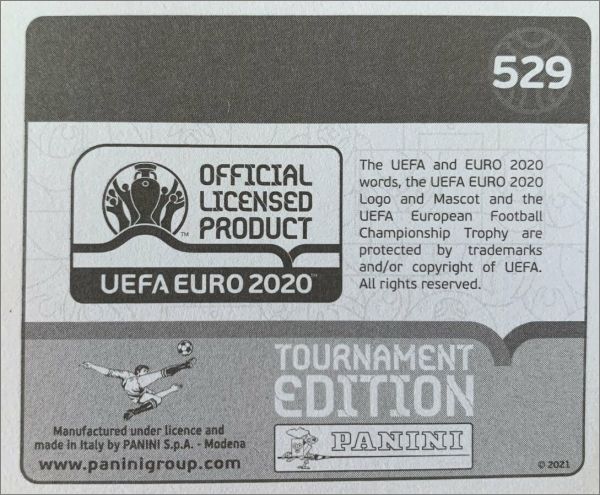 529
OFFICIAL
LICENSED
PRODUCT
TM
UEFA EURO 2020™
The UEFA and EURO 2020
words, the UEFA EURO 2020
Logo and Mascot and the
UEFA European Football
Championship Trophy are
protected by trademarks
and/or copyright of UEFA.
All rights reserved.
TOURNAMENT
EDITION
Manufactured under licence and
made in Italy by PANINI S.p.A. - Modena
www.paninigroup.com
PANINI
© 2021